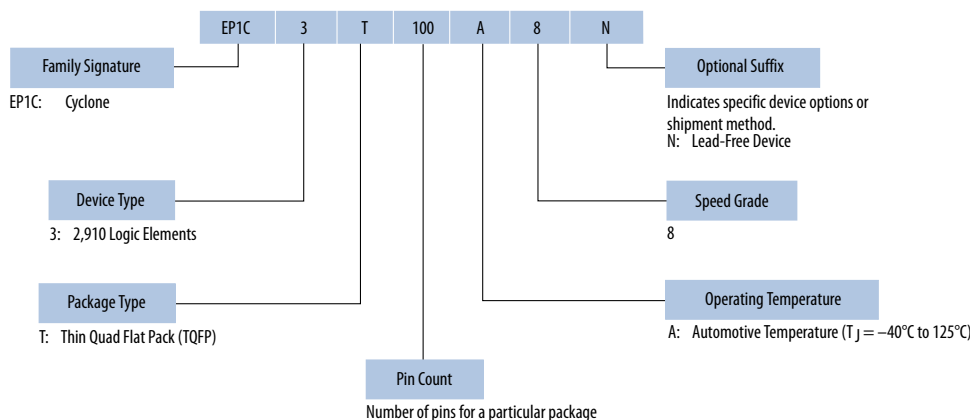 EP1C 3 T 100 A 8 N
Family Signature
EP1C: Cyclone
Optional Suffix
Indicates specific device options or
shipment method.
N: Lead-Free Device
Device Type
3: 2,910 Logic Elements
Speed Grade
8
Package Type
T: Thin Quad Flat Pack (TQFP)
Operating Temperature
A: Automotive Temperature (T J = –40°C to 125°C)
Pin Count
Number of pins for a particular package